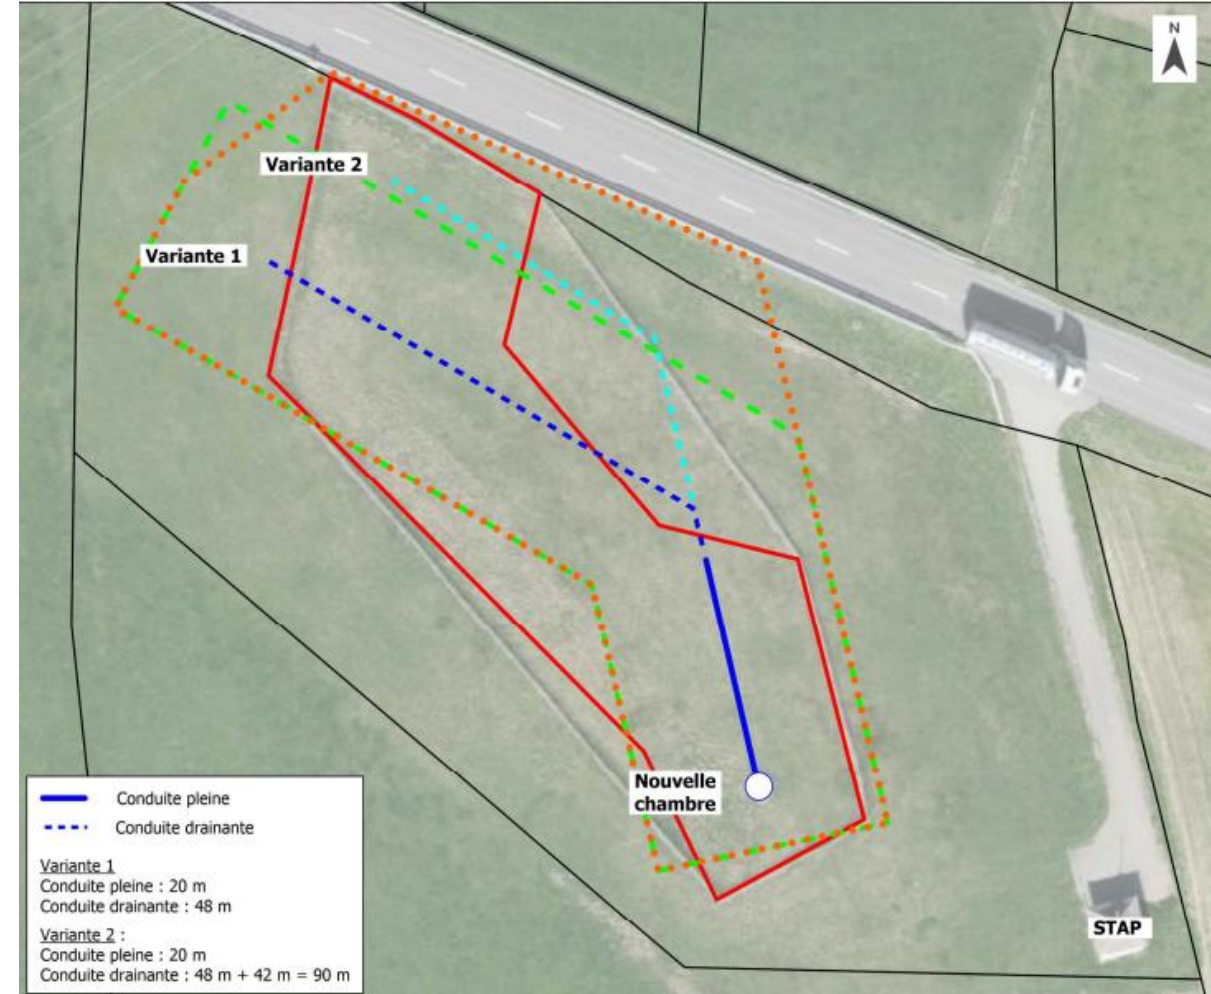 N
Variante 2
Variante 1
Nouvelle
chambre
STAP
Conduite pleine
Conduite drainante
Variante 1
Conduite pleine : 20 m
Conduite drainante : 48 m
Variante 2 :
Conduite pleine : 20 m
Conduite drainante : 48 m + 42 m = 90 m